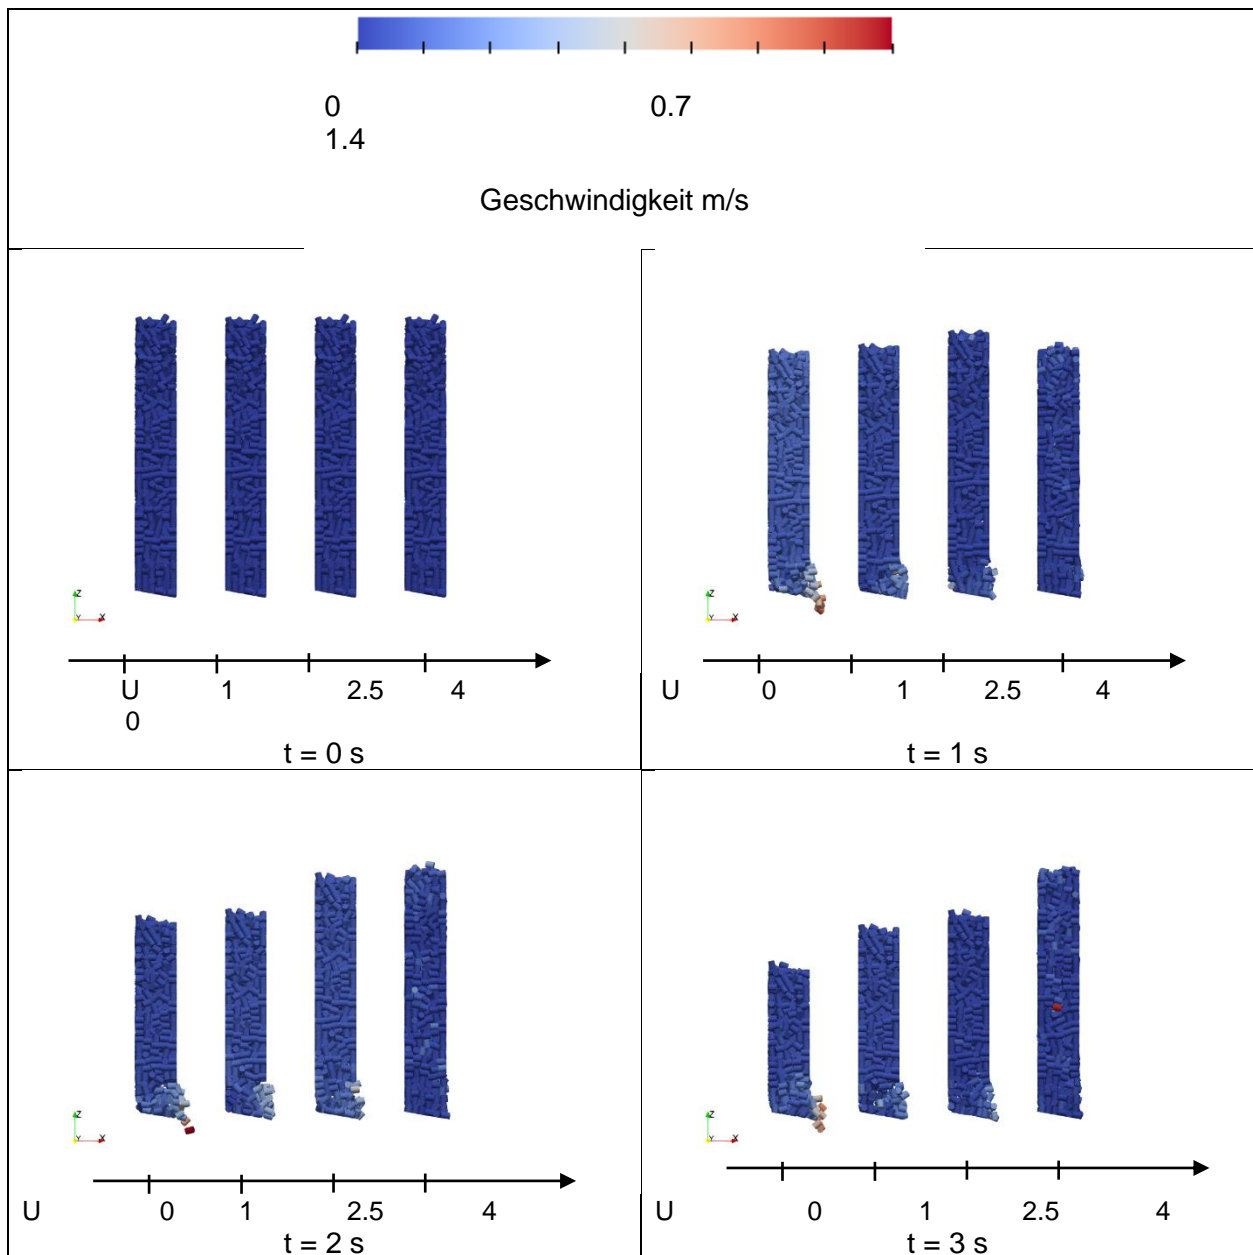 0 0.7
1.4
Geschwindigkeit m/s
Z
Y X
U 1 2.5 4
0
t = 0 s
Z
Y X
U 0 1 2.5 4
t = 1 s
Z
Y X
U 0 1 2.5 4
t = 2 s
Z
Y X
U 0 1 2.5 4
t = 3 s